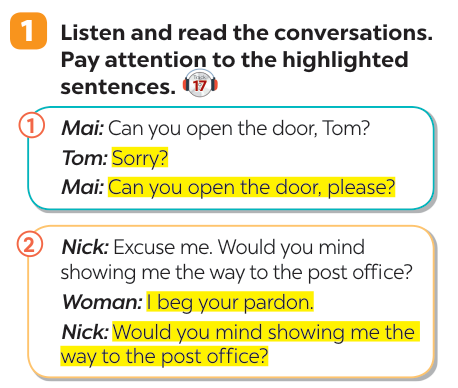 1 Listen and read the conversations.
Pay attention to the highlighted
sentences. Track 17
1 Mai: Can you open the door, Tom?
Tom: Sorry?
Mai: Can you open the door, please?
2 Nick: Excuse me. Would you mind
showing me the way to the post office?
Woman: I beg your pardon.
Nick: Would you mind showing me the
way to the post office?